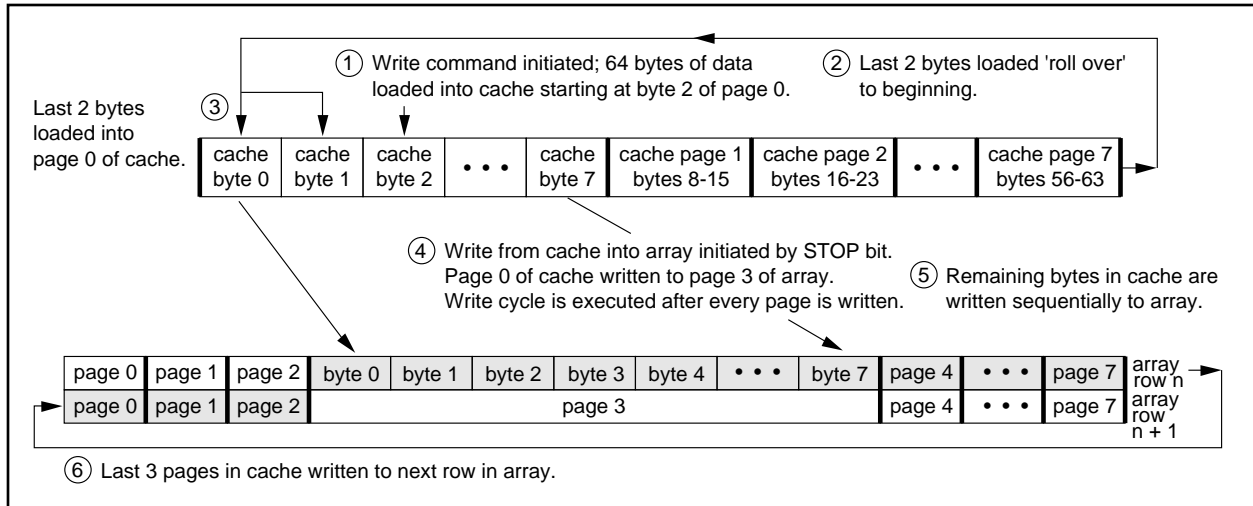 ① Write command initiated; 64 bytes of data
loaded into cache starting at byte 2 of page 0.
② Last 2 bytes loaded 'roll over'
to beginning.
Last 2 bytes
loaded into
page 0 of cache.
③
cache byte 0
cache byte 1
cache byte 2
• • •
cache byte 7
cache page 1 bytes 8-15
cache page 2 bytes 16-23
• • •
cache page 7 bytes 56-63
④ Write from cache into array initiated by STOP bit.
Page 0 of cache written to page 3 of array.
Write cycle is executed after every page is written.
⑤ Remaining bytes in cache are
written sequentially to array.
page 0 page 1 page 2 byte 0 byte 1 byte 2 byte 3 byte 4 • • • byte 7 page 4 • • • page 7 array row n
page 0 page 1 page 2 page 3 page 4 • • • page 7 array row n + 1
⑥ Last 3 pages in cache written to next row in array.